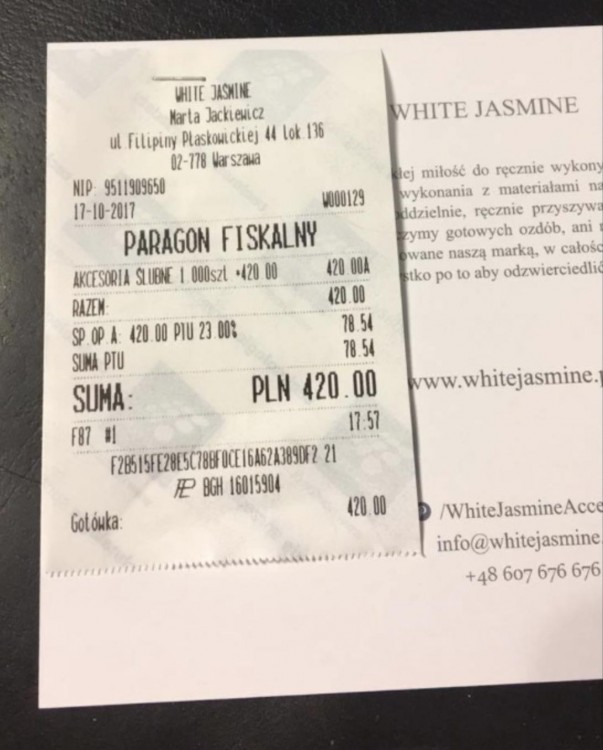 WHITE JASMINE
Marta Jackiewicz
ul Filipiny Płaskowickiej 44 Lok.136
02-778 Warszawa
NIP: 9511909650
17-10-2017 W000129
PARAGON FISKALNY
AKCESORIA ŚLUBNE 1 000szt *420.00 420.00A
RAZEM: 420.00
SP.OP.A: 420.00 PTU 23.00% 78.54
SUMA PTU 78.54
SUMA: PLN 420.00
F87 #1 17:57
F2B515FE28E5C78BF0CE16A62A389DF2 21
BGH 16015904
Gotówka: 420.00
WHITE JASMINE
miłość do ręcznie wykony
wykonania z materiałami na
ręcznie przyszywa
gotowych ozdób, ani
naszą marką, w całośc
po to aby odzwierciedlić
www.whitejasmine.p
/WhiteJasmineAcce
info@whitejasmine.
+48 607 676 676